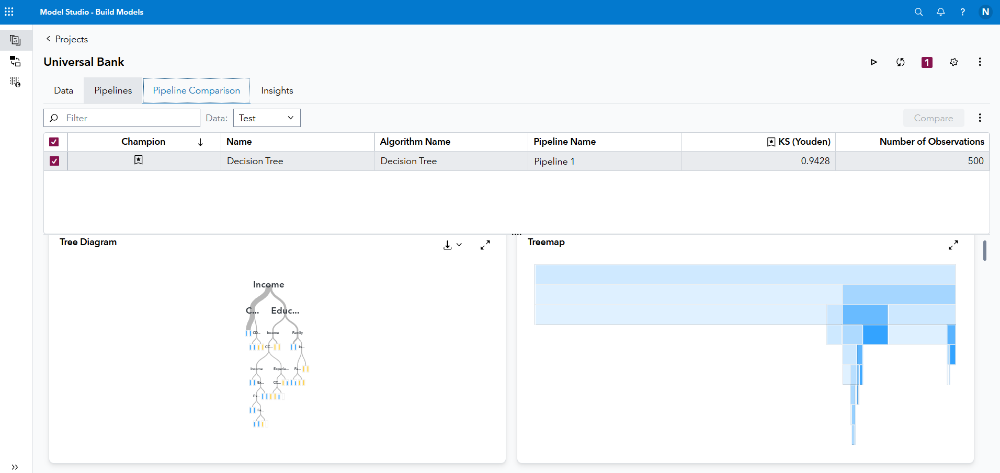 Model Studio - Build Models
?
N
Projects
Universal Bank
1
Data
Pipelines
Pipeline Comparison
Insights
Filter
Data:
Test
Compare
Champion
Name
Algorithm Name
Pipeline Name
KS (Youden)
Number of Observations
Decision Tree
Decision Tree
Pipeline 1
0.9428
500
Tree Diagram
Treemap
Income
C...
Educ...
CD...
Income
Family
CC...
In...
Income
Experie...
Fa...
Ex...
CC...
Ex...
Fa...